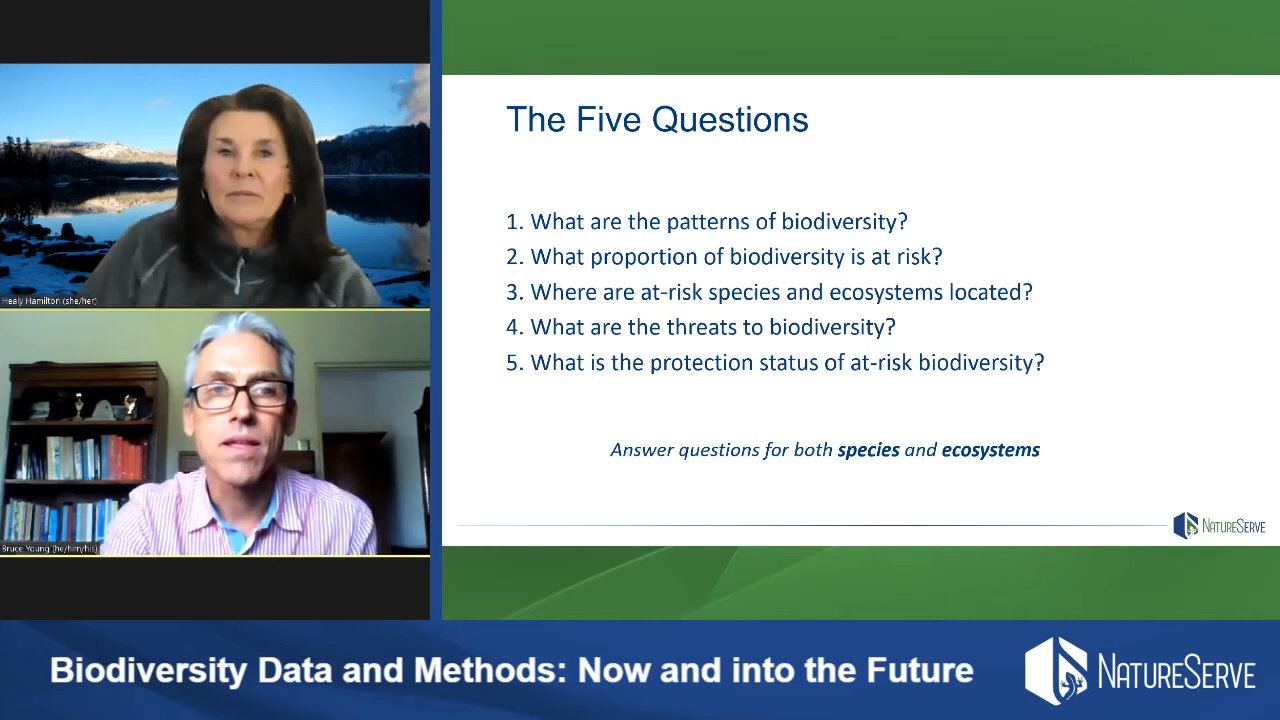 Healy Hamilton (she/her)
Bruce Young (he/him/his)
The Five Questions
1. What are the patterns of biodiversity?
2. What proportion of biodiversity is at risk?
3. Where are at-risk species and ecosystems located?
4. What are the threats to biodiversity?
5. What is the protection status of at-risk biodiversity?
Answer questions for both species and ecosystems
NATURESERVE
Biodiversity Data and Methods: Now and into the Future
NATURESERVE